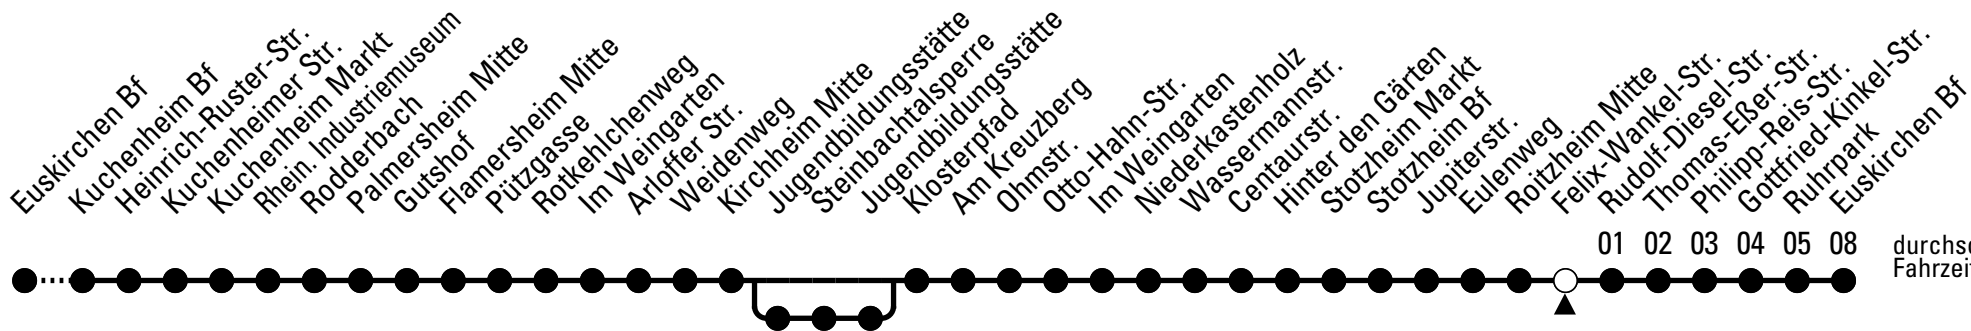 Euskirchen Bf
Kuchenheim Bf
Heinrich-Ruster-Str.
Kuchenheimer Str.
Kuchenheim Markt
Rhein. Industriemuseum
Rodderbach
Palmersheim Mitte
Gutshof
Flamersheim Mitte
Pützgasse
Rotkehlchenweg
Im Weingarten
Arloffer Str.
Weidenweg
Kirchheim Mitte
Jugendbildungsstätte
Steinbachtalsperre
Jugendbildungsstätte
Klosterpfad
Am Kreuzberg
Ohmstr.
Otto-Hahn-Str.
Im Weingarten
Niederkastenholz
Wassermannstr.
Centaurstr.
Hinter den Gärten
Stotzheim Markt
Stotzheim Bf
Jupiterstr.
Eulenweg
Roitzheim Mitte
Felix-Wankel-Str.
Rudolf-Diesel-Str.
Thomas-Eßer-Str.
Philipp-Reis-Str.
Gottfried-Kinkel-Str.
Ruhrpark
Euskirchen Bf
01 02 03 04 05 08
Fahrzeit